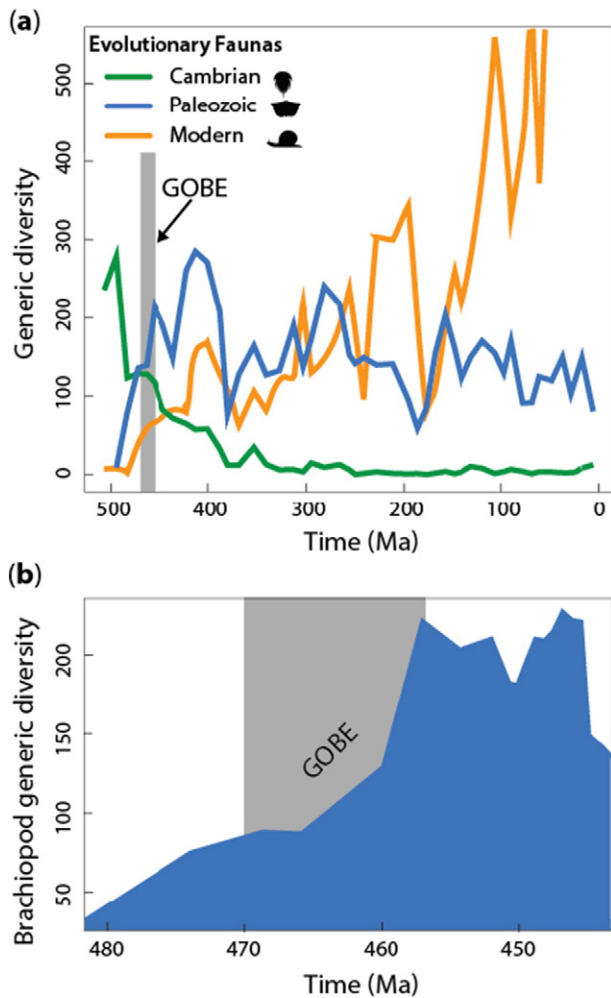 (a)
Evolutionary Faunas
Cambrian
Paleozoic
Modern
GOBE
Generic diversity
500
400
300
200
100
0
500 400 300 200 100 0
Time (Ma)
(b)
Brachiopod generic diversity
200
150
100
50
GOBE
480 470 460 450
Time (Ma)